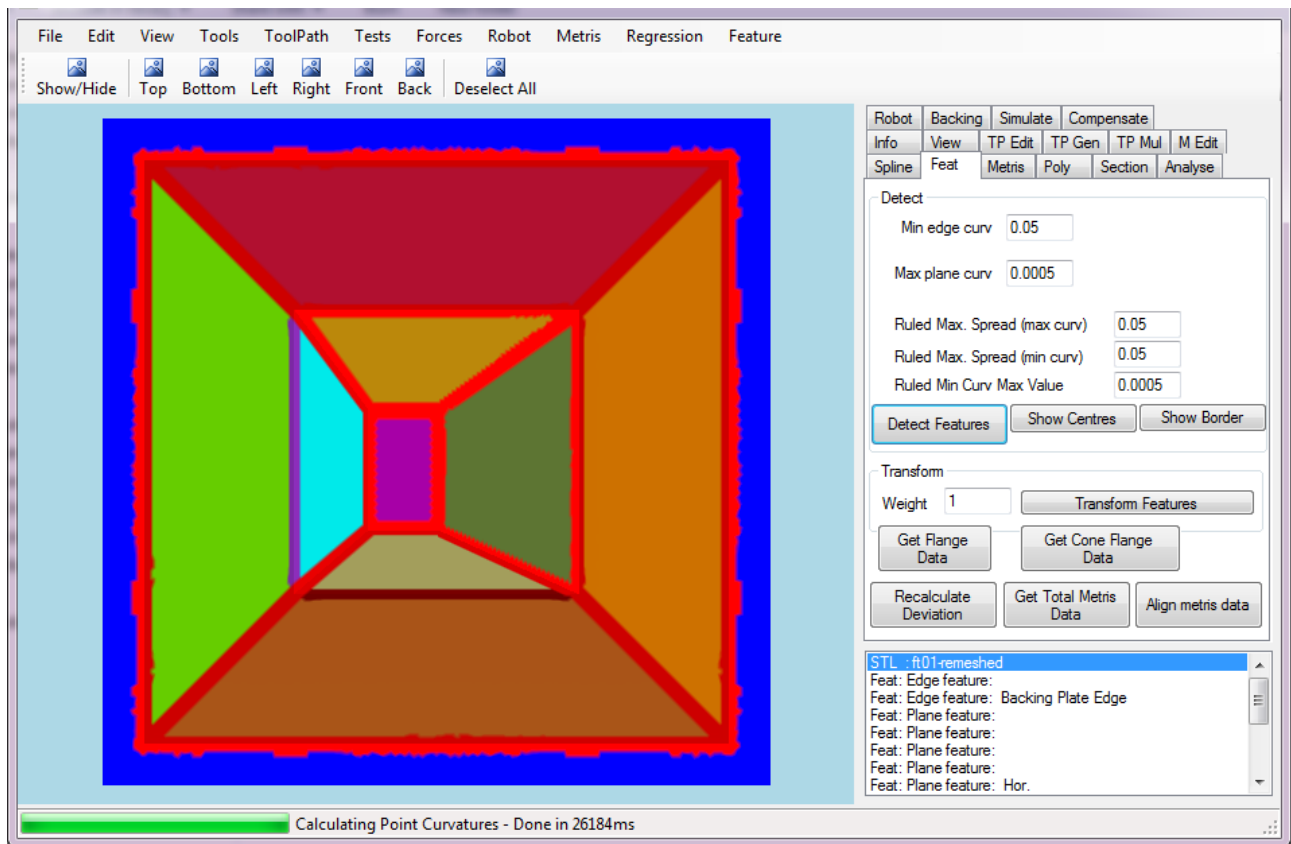 File Edit View Tools ToolPath Tests Forces Robot Metris Regression Feature
Show/Hide Top Bottom Left Right Front Back Deselect All
Robot Backing Simulate Compensate
Info View TP Edit TP Gen TP Mul M Edit
Spline Feat Metris Poly Section Analyse
Detect
Min edge curv 0.05
Max plane curv 0.0005
Ruled Max. Spread (max curv) 0.05
Ruled Max. Spread (min curv) 0.05
Ruled Min Curv Max Value 0.0005
Detect Features Show Centres Show Border
Transform
Weight 1 Transform Features
Get Flange
Data
Get Cone Flange
Data
Recalculate
Deviation
Get Total Metris
Data
Align metris data
STL : ft01-remeshed
Feat: Edge feature:
Feat: Edge feature: Backing Plate Edge
Feat: Plane feature:
Feat: Plane feature:
Feat: Plane feature:
Feat: Plane feature:
Feat: Plane feature: Hor.
Calculating Point Curvatures - Done in 26184ms